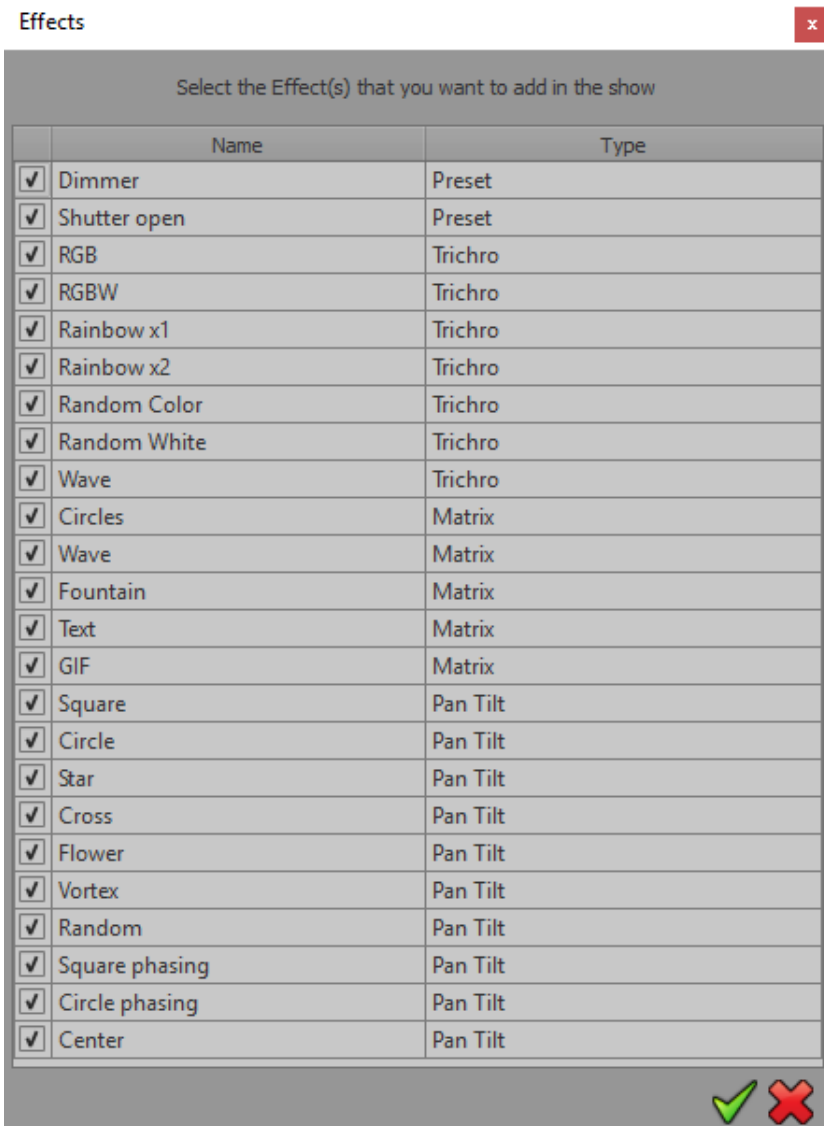 Effects
x
Select the Effect(s) that you want to add in the show
Name Type
Dimmer Preset
Shutter open Preset
RGB Trichro
RGBW Trichro
Rainbow x1 Trichro
Rainbow x2 Trichro
Random Color Trichro
Random White Trichro
Wave Trichro
Circles Matrix
Wave Matrix
Fountain Matrix
Text Matrix
GIF Matrix
Square Pan Tilt
Circle Pan Tilt
Star Pan Tilt
Cross Pan Tilt
Flower Pan Tilt
Vortex Pan Tilt
Random Pan Tilt
Square phasing Pan Tilt
Circle phasing Pan Tilt
Center Pan Tilt